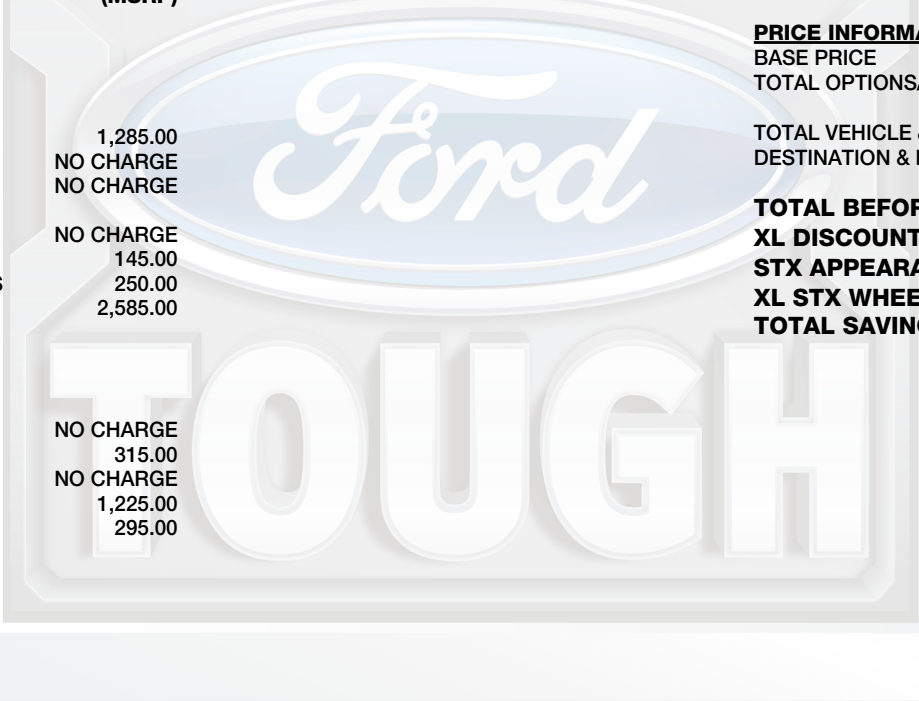 (MSRP)
1,285.00
NO CHARGE
NO CHARGE
NO CHARGE
145.00
250.00
2,585.00
NO CHARGE
315.00
NO CHARGE
1,225.00
295.00
PRICE INFORMA
BASE PRICE
TOTAL OPTIONS
TOTAL VEHICLE
DESTINATION &
TOTAL BEFOR
XL DISCOUNT
STX APPEARA
XL STX WHEE
TOTAL SAVIN
Ford
TOUGH